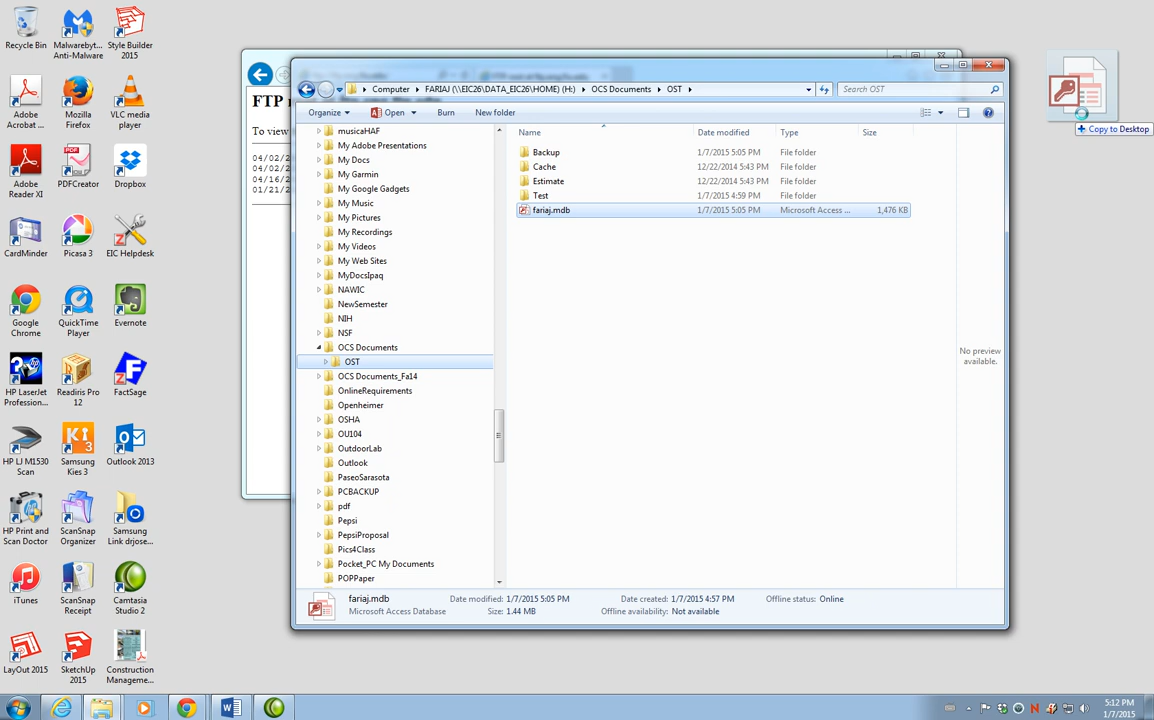 Recycle Bin
Malwarebyt... Anti-Malware
Style Builder 2015
Adobe Acrobat ...
Mozilla Firefox
VLC media player
Adobe Reader XI
PDFCreator
Dropbox
CardMinder
Picasa 3
EIC Helpdesk
Google Chrome
QuickTime Player
Evernote
HP LaserJet Profession...
Readiris Pro 12
FactSage
HP LJ M1530 Scan
Samsung Kies 3
Outlook 2013
HP Print and Scan Doctor
ScanSnap Organizer
Samsung Link drjose...
iTunes
ScanSnap Receipt
Camtasia Studio 2
LayOut 2015
SketchUp 2015
Construction Manageme...
FTP
To view
04/02/2
04/02/2
04/16/2
01/21/2
Computer
FARIAJ (\\EIC26\DATA_EIC26\HOME) (H:)
OCS Documents
OST
Search OST
Organize
Open
Burn
New folder
musicaHAF
My Adobe Presentations
My Docs
My Garmin
My Google Gadgets
My Music
My Pictures
My Recordings
My Videos
My Web Sites
MyDocsIpaq
NAWIC
NewSemester
NIH
NSF
OCS Documents
OST
OCS Documents_Fa14
OnlineRequirements
Openheimer
OSHA
OU104
OutdoorLab
Outlook
PaseoSarasota
PCBACKUP
pdf
Pepsi
PepsiProposal
Pics4Class
Pocket_PC My Documents
POPPaper
Name Date modified Type Size
Backup 1/7/2015 5:05 PM File folder
Cache 12/22/2014 5:43 PM File folder
Estimate 12/22/2014 5:43 PM File folder
Test 1/7/2015 4:59 PM File folder
fariaj.mdb 1/7/2015 5:05 PM Microsoft Access ... 1,476 KB
No preview available.
fariaj.mdb Date modified: 1/7/2015 5:05 PM Date created: 1/7/2015 4:57 PM Offline status: Online
Microsoft Access Database Size: 1.44 MB Offline availability: Not available
Copy to Desktop
5:12 PM
1/7/2015